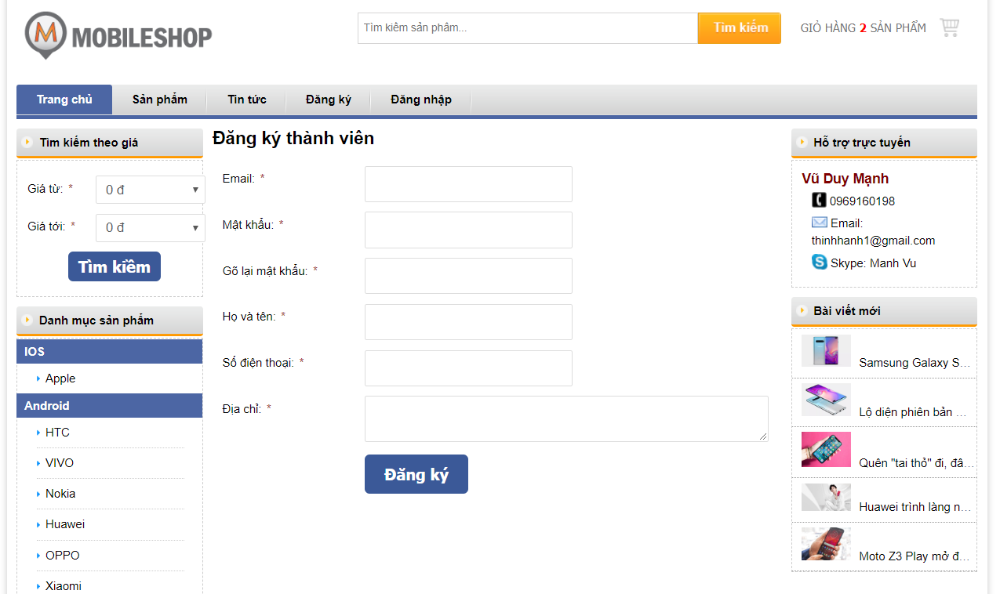 M MOBILESHOP
Tìm kiếm sản phẩm...
Tìm kiếm
GIỎ HÀNG 2 SẢN PHẨM
Trang chủ
Sản phẩm
Tin tức
Đăng ký
Đăng nhập
Tìm kiếm theo giá
Giá từ: *
0 đ
Giá tới: *
0 đ
Tìm kiềm
Danh mục sản phẩm
IOS
Apple
Android
HTC
VIVO
Nokia
Huawei
OPPO
Xiaomi
Đăng ký thành viên
Email: *
Mật khẩu: *
Gõ lại mật khẩu: *
Họ và tên: *
Số điện thoại: *
Địa chỉ: *
Đăng ký
Hỗ trợ trực tuyến
Vũ Duy Mạnh
0969160198
Email:
thinhhanh1@gmail.com
Skype: Manh Vu
Bài viết mới
Samsung Galaxy S...
Lộ diện phiên bản ...
Quên "tai thỏ" đi, đâ...
Huawei trình làng n...
Moto Z3 Play mở đ...